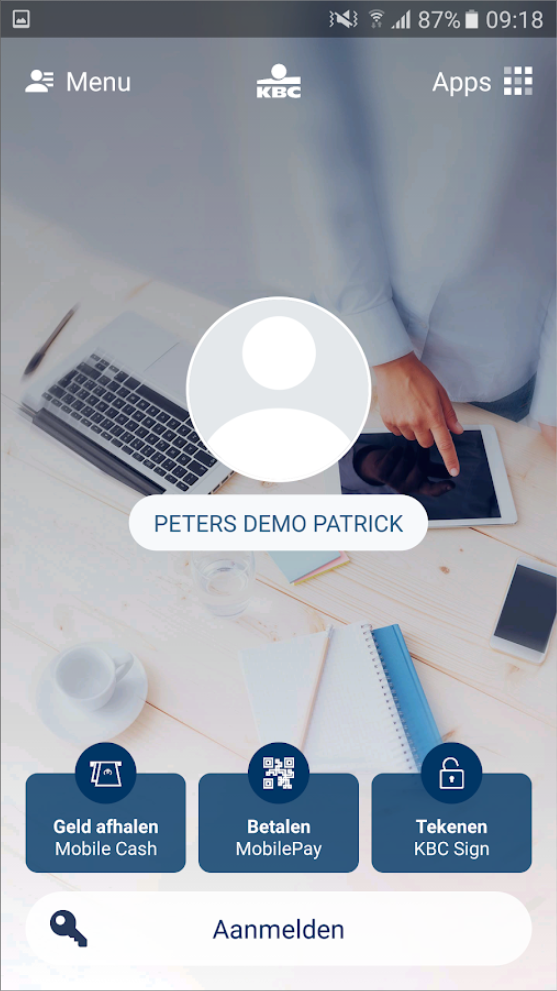 87% 09:18
Menu
KBC
Apps
PETERS DEMO PATRICK
Geld afhalen
Mobile Cash
Betalen
MobilePay
Tekenen
KBC Sign
Aanmelden